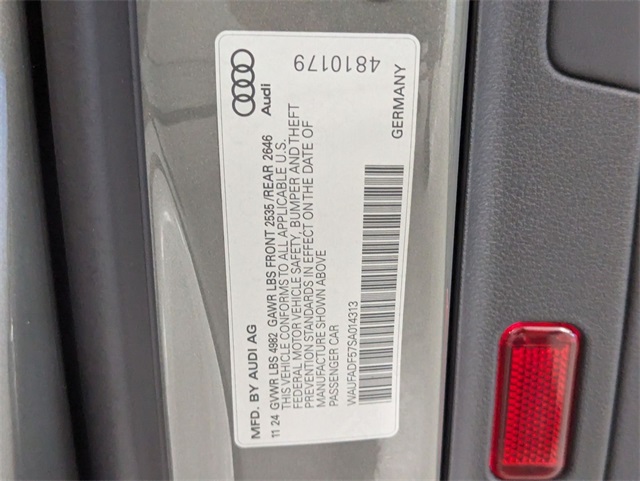 MFD. BY AUDI AG
Audi
11 24 GVWR LBS 4982 GAWR LBS FRONT 2535/REAR 2646
THIS VEHICLE CONFORMS TO ALL APPLICABLE U.S.
FEDERAL MOTOR VEHICLE SAFETY, BUMPER AND THEFT
PREVENTION STANDARDS IN EFFECT ON THE DATE OF
MANUFACTURE SHOWN ABOVE
PASSENGER CAR
WAUFADF57SA014313
GERMANY
4810179